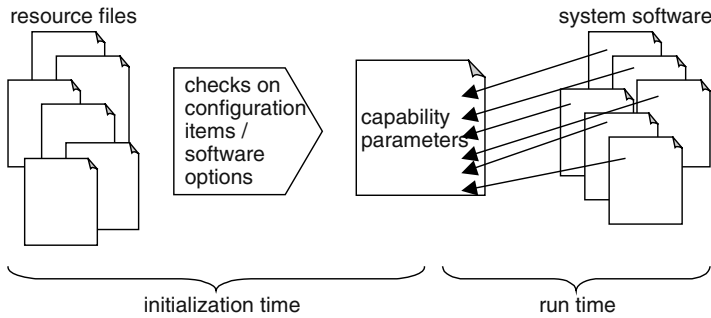 resource files
system software
checks on
configuration
items /
software
options
capability
parameters
initialization time
run time